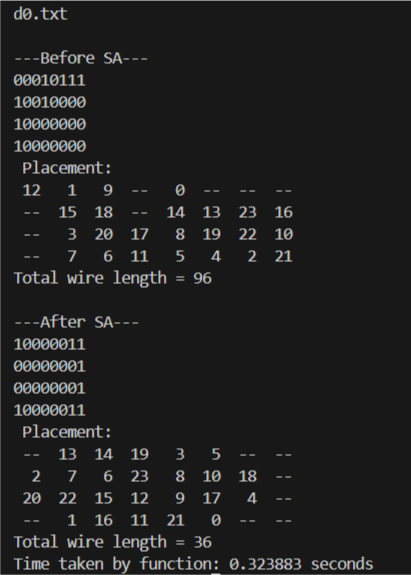 d0.txt

---Before SA---
00010111
10010000
10000000
10000000
 Placement:
 12   1   9  --   0  --  --  --
 --  15  18  --  14  13  23  16
 --   3  20  17   8  19  22  10
 --   7   6  11   5   4   2  21
Total wire length = 96

---After SA---
10000011
00000001
00000001
10000011
 Placement:
 --  13  14  19   3   5  --  --
  2   7   6  23   8  10  18  --
 20  22  15  12   9  17   4  --
 --   1  16  11  21   0  --  --
Total wire length = 36
Time taken by function: 0.323883 seconds